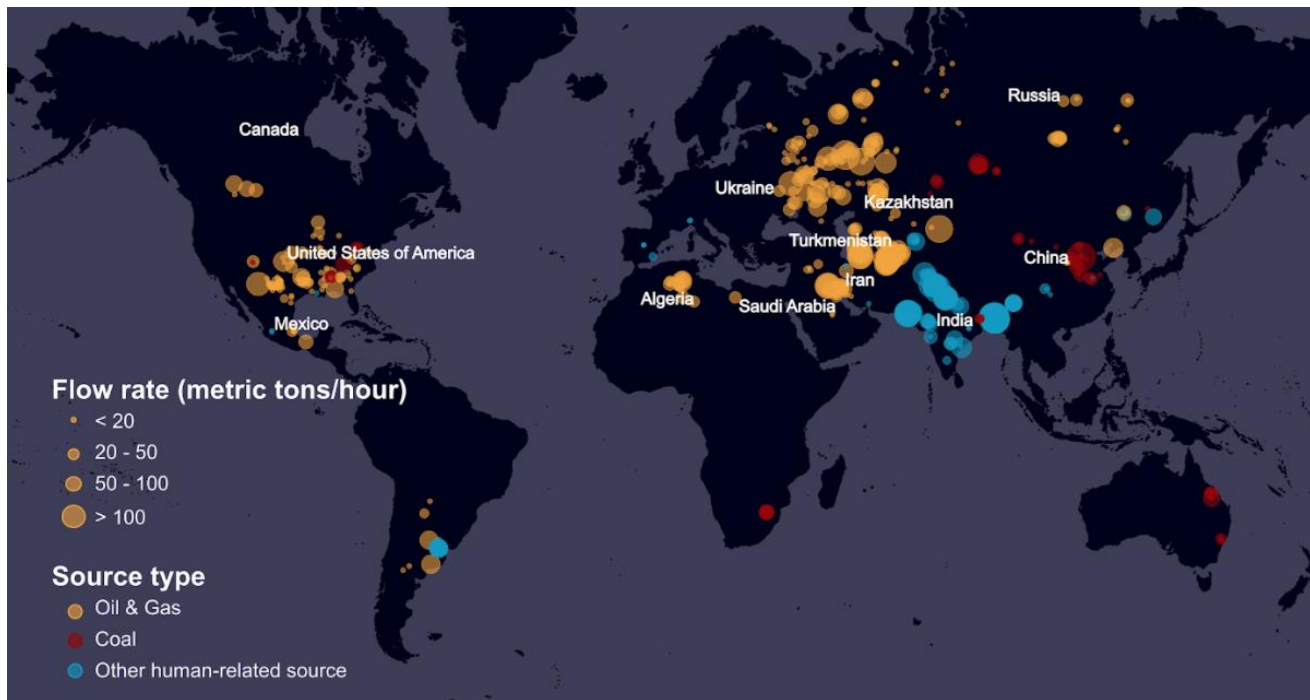 Russia
Canada
Ukraine
Kazakhstan
Turkmenistan
United States of America
China
Iran
Algeria
Saudi Arabia
Mexico
India
Flow rate (metric tons/hour)
< 20
20 - 50
50 - 100
> 100
Source type
Oil & Gas
Coal
Other human-related source